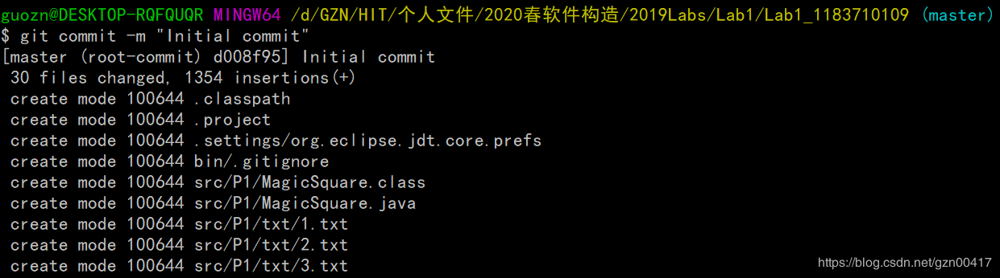 guozn@DESKTOP-RQFQUQR MINGW64 /d/GZN/HIT/个人文件/2020春软件构造/2019Labs/Lab1/Lab1_1183710109 (master)
$ git commit -m "Initial commit"
[master (root-commit) d008f95] Initial commit
 30 files changed, 1354 insertions(+)
 create mode 100644 .classpath
 create mode 100644 .project
 create mode 100644 .settings/org.eclipse.jdt.core.prefs
 create mode 100644 bin/.gitignore
 create mode 100644 src/P1/MagicSquare.class
 create mode 100644 src/P1/MagicSquare.java
 create mode 100644 src/P1/txt/1.txt
 create mode 100644 src/P1/txt/2.txt
 create mode 100644 src/P1/txt/3.txt
https://blog.csdn.net/gzn00417